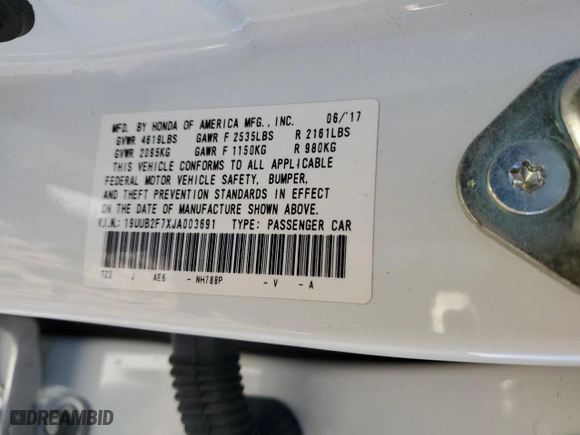 MFD. BY HONDA OF AMERICA MFG., INC. 06/'17
GVWR 4619LBS GAWR F 2535LBS R 2161LBS
GVWR 2095KG GAWR F 1150KG R 980KG
THIS VEHICLE CONFORMS TO ALL APPLICABLE
FEDERAL MOTOR VEHICLE SAFETY, BUMPER,
AND THEFT PREVENTION STANDARDS IN EFFECT
ON THE DATE OF MANUFACTURE SHOWN ABOVE.
V.I.N.: 19UUB2F7XJA003691 TYPE: PASSENGER CAR
TZ3 J AE6 - NH788P - V - A
DREAMBID